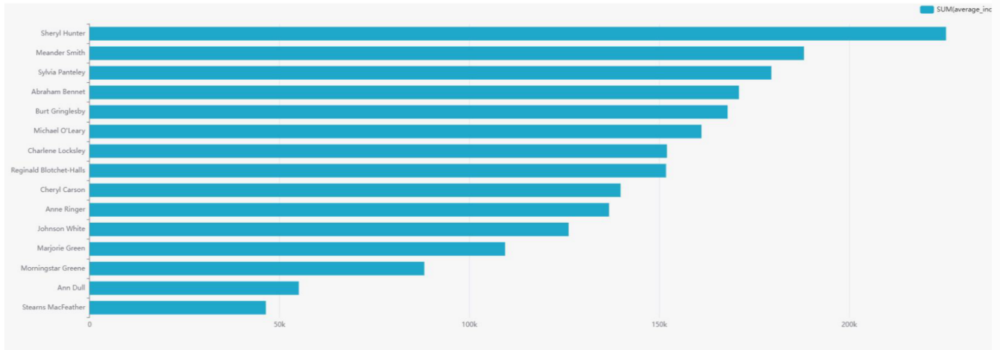 SUM(average_inc
Sheryl Hunter
Meander Smith
Sylvia Panteley
Abraham Bennet
Burt Gringlesby
Michael O'Leary
Charlene Locksley
Reginald Blotchet-Halls
Cheryl Carson
Anne Ringer
Johnson White
Marjorie Green
Morningstar Greene
Ann Dull
Stearns MacFeather
0 50k 100k 150k 200k